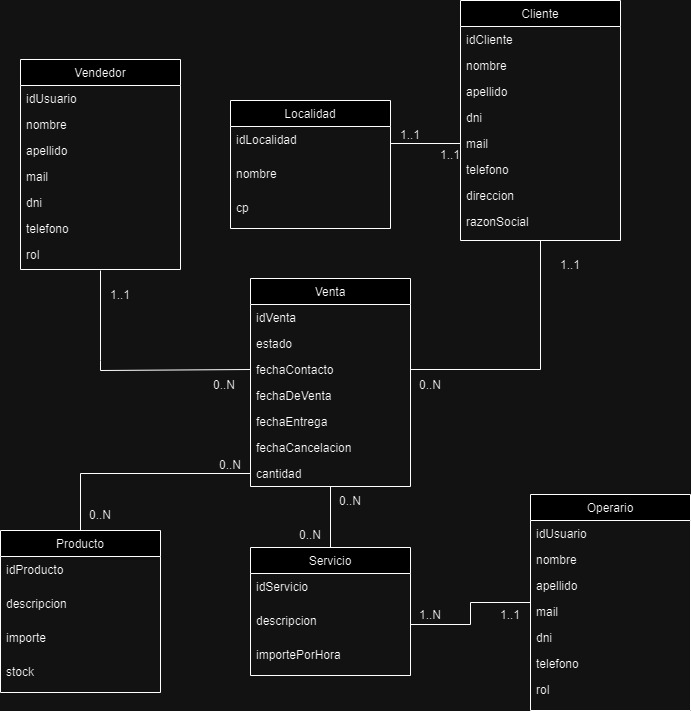 Cliente
idCliente
nombre
apellido
dni
mail
telefono
direccion
razonSocial
Vendedor
idUsuario
nombre
apellido
mail
dni
telefono
rol
Localidad
idLocalidad
nombre
cp
1..1
1..1
1..1
1..1
Venta
idVenta
estado
fechaContacto
fechaDeVenta
fechaEntrega
fechaCancelacion
cantidad
0..N
0..N
0..N
0..N
0..N
0..N
Producto
idProducto
descripcion
importe
stock
Servicio
idServicio
descripcion
importePorHora
1..N
1..1
Operario
idUsuario
nombre
apellido
mail
dni
telefono
rol